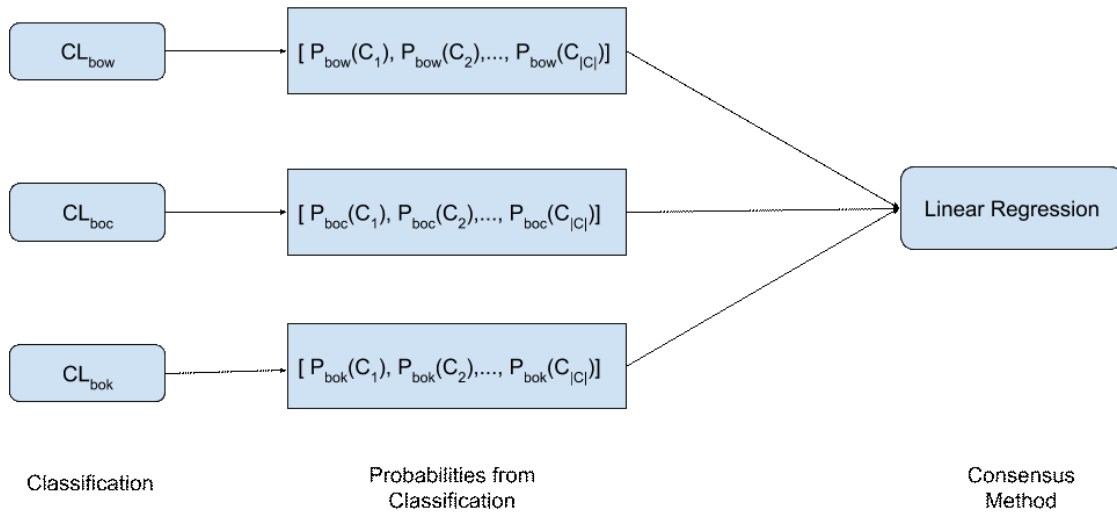 CL_bow
[ P_bow(C_1), P_bow(C_2),..., P_bow(C_|C|)]
CL_boc
[ P_boc(C_1), P_boc(C_2),..., P_boc(C_|C|)]
Linear Regression
CL_bok
[ P_bok(C_1), P_bok(C_2),..., P_bok(C_|C|)]
Classification
Probabilities from
Classification
Consensus
Method